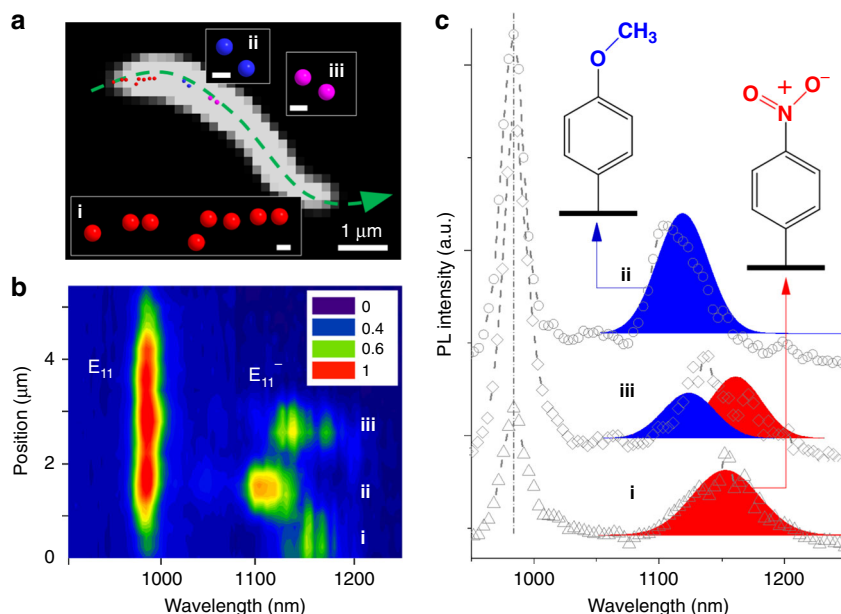 a
ii
iii
i
1 μm
b
0
0.4
0.6
1
E11
E11−
iii
ii
i
4
2
0
Position (μm)
1000
1100
1200
Wavelength (nm)
c
O
CH3
O
N
+
O−
ii
iii
i
PL intensity (a.u.)
1000
1100
1200
Wavelength (nm)